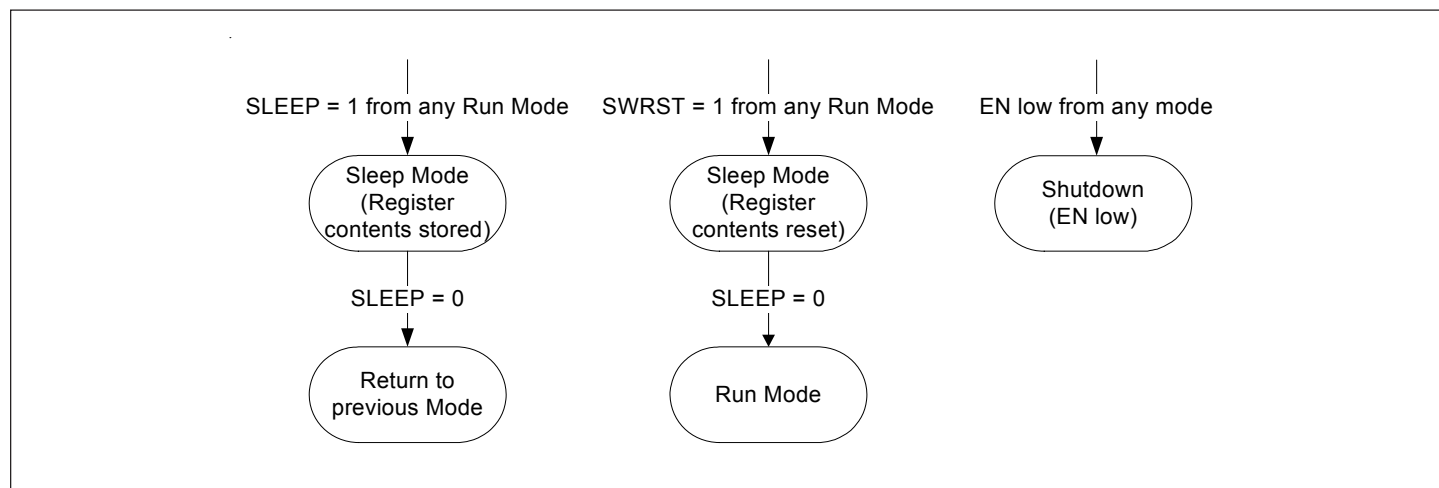 SLEEP = 1 from any Run Mode
Sleep Mode
(Register
contents stored)
SLEEP = 0
Return to
previous Mode
SWRST = 1 from any Run Mode
Sleep Mode
(Register
contents reset)
SLEEP = 0
Run Mode
EN low from any mode
Shutdown
(EN low)